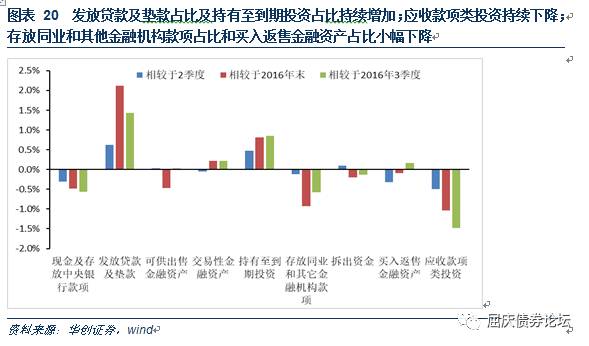 图表 20 发放贷款及垫款占比及持有至到期投资占比持续增加；应收款项类投资持续下降；
存放同业和其他金融机构款项占比和买入返售金融资产占比小幅下降
相较于2季度 相较于2016年末 相较于2016年3季度
2.5%
2.0%
1.5%
1.0%
0.5%
0.0%
-0.5%
-1.0%
-1.5%
-2.0%
现金及存
放中央银
行款项
发放贷款
及垫款
可供出售
金融资产
交易性金
融资产
持有至到
期投资
存放同业
和其它金
融机构款
项
拆出资金
买入返售
金融资产
应收款项
类投资
资料来源：华创证券，wind
屈庆债券论坛